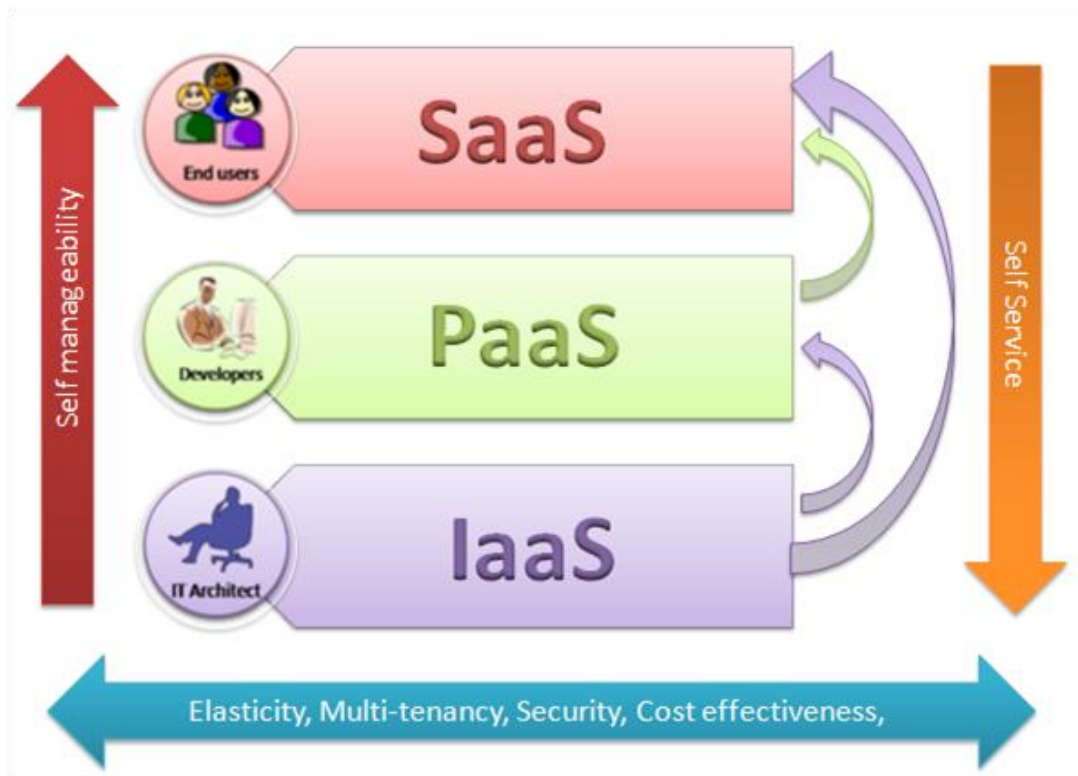 SaaS
End users
Self manageability
Self Service
PaaS
Developers
IaaS
IT Architect
Elasticity, Multi-tenancy, Security, Cost effectiveness,